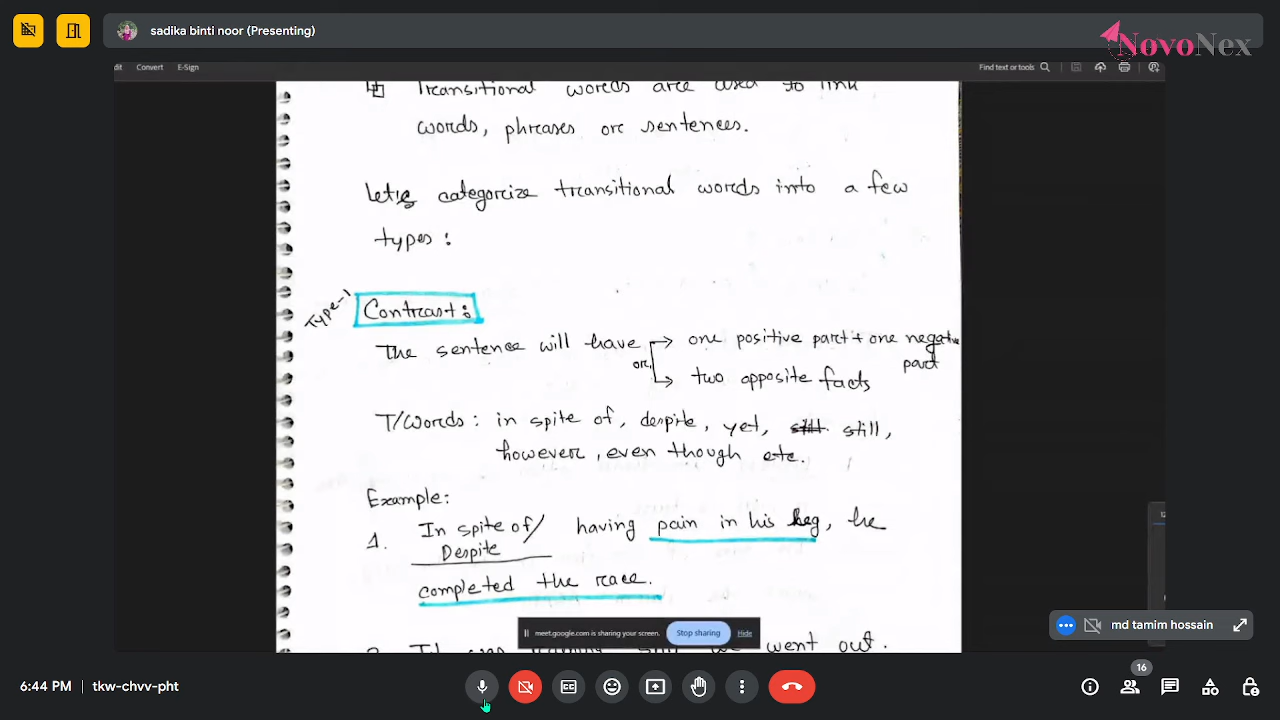 sadika binti noor (Presenting)
NovoNex
dit Convert E-Sign Find text or tools
Transitional words are used to link
words, phrases or sentences.
Let's categorize transitional words into a few
types:
Type-1 Contrast:
The sentence will have → one positive part + one negative part
or → two opposite facts
T/Words: in spite of, despite, yet, still,
however, even though etc.
Example:
1. In spite of/ Despite having pain in his leg, he
completed the race.
meet.google.com is sharing your screen. Stop sharing Hide
we went out.
md tamim hossain
16
6:44 PM | tkw-chvv-pht